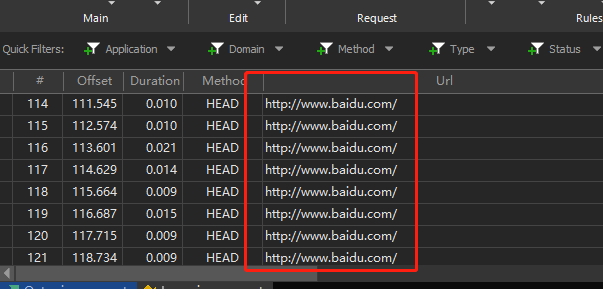 Main Edit Request Rules
Quick Filters: Application Domain Method Type Status
# Offset Duration Method Url
114 111.545 0.010 HEAD http://www.baidu.com/
115 112.574 0.010 HEAD http://www.baidu.com/
116 113.601 0.021 HEAD http://www.baidu.com/
117 114.629 0.014 HEAD http://www.baidu.com/
118 115.664 0.009 HEAD http://www.baidu.com/
119 116.687 0.015 HEAD http://www.baidu.com/
120 117.715 0.009 HEAD http://www.baidu.com/
121 118.734 0.009 HEAD http://www.baidu.com/